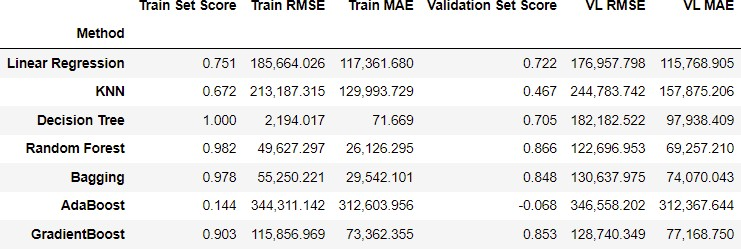 Train Set Score Train RMSE Train MAE Validation Set Score VL RMSE VL MAE
Method
Linear Regression 0.751 185,664.026 117,361.680 0.722 176,957.798 115,768.905
KNN 0.672 213,187.315 129,993.729 0.467 244,783.742 157,875.206
Decision Tree 1.000 2,194.017 71.669 0.705 182,182.522 97,938.409
Random Forest 0.982 49,627.297 26,126.295 0.866 122,696.953 69,257.210
Bagging 0.978 55,250.221 29,542.101 0.848 130,637.975 74,070.043
AdaBoost 0.144 344,311.142 312,603.956 -0.068 346,558.202 312,367.644
GradientBoost 0.903 115,856.969 73,362.355 0.853 128,740.349 77,168.750